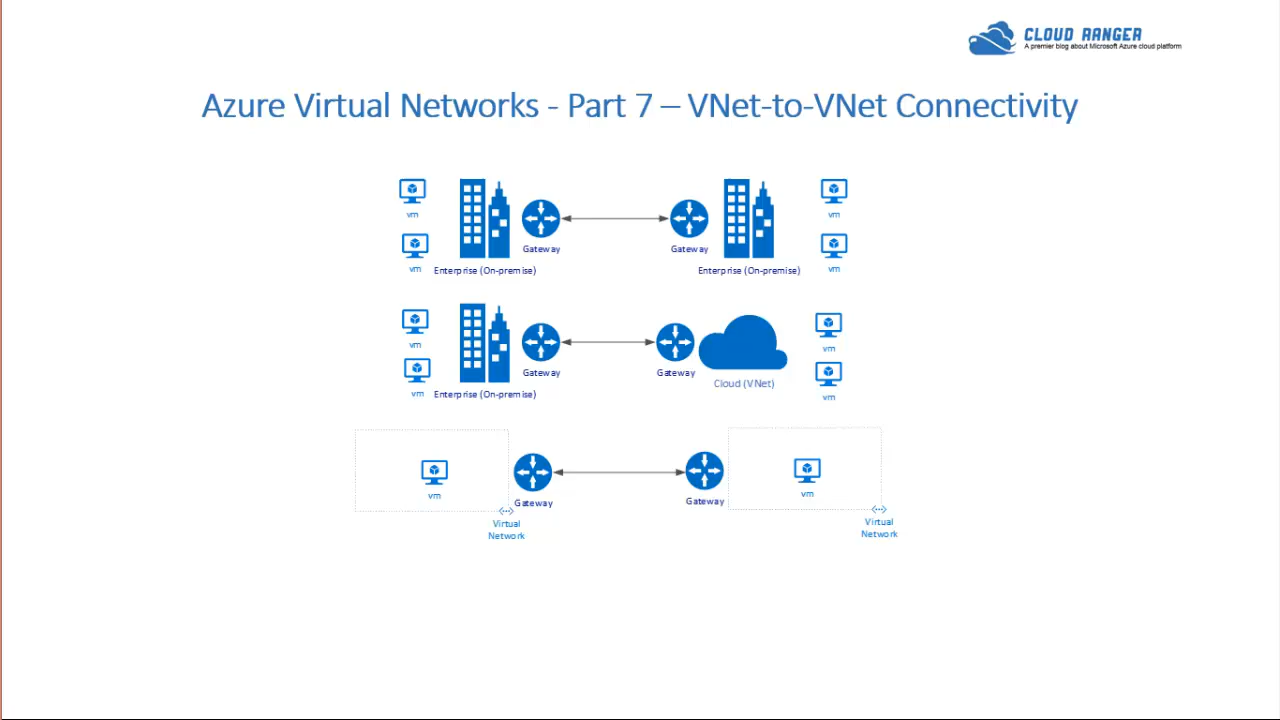 CLOUD RANGER
A premier blog about Microsoft Azure cloud platform
Azure Virtual Networks - Part 7 – VNet-to-VNet Connectivity
vm
vm
Gateway
Gateway
vm
vm
Enterprise (On-premise)
Enterprise (On-premise)
vm
vm
Gateway
Gateway
Cloud (VNet)
vm
Enterprise (On-premise)
vm
vm
vm
Gateway
Gateway
Virtual
Network
Virtual
Network